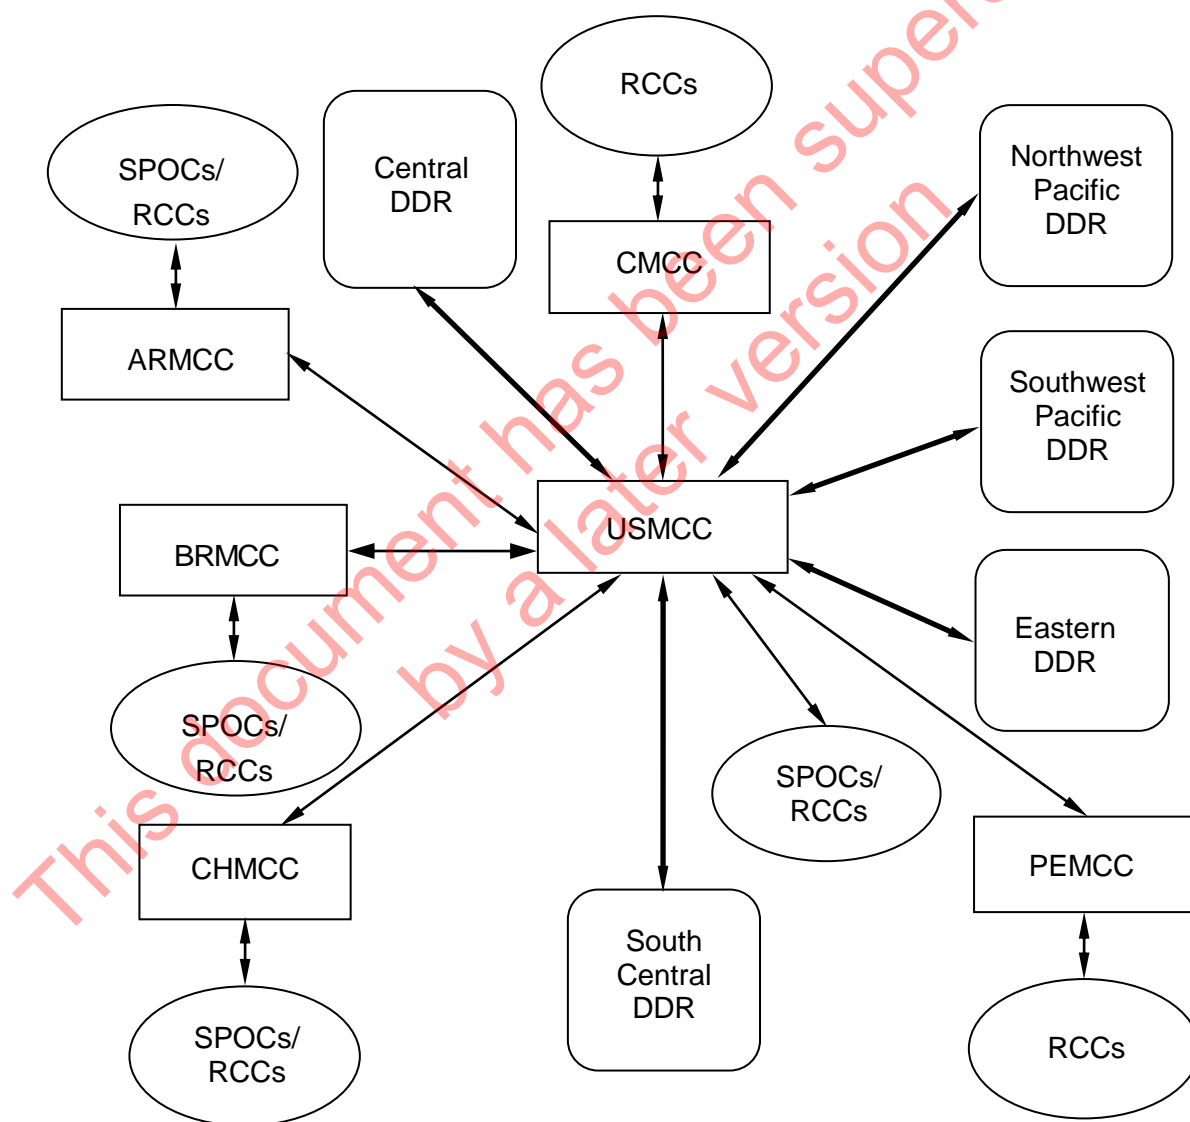 RCCs
SPOCs/
RCCs
Central
DDR
Northwest
Pacific
DDR
CMCC
ARMCC
Southwest
Pacific
DDR
USMCC
BRMCC
Eastern
DDR
SPOCs/
RCCs
SPOCs/
RCCs
CHMCC
PEMCC
South
Central
DDR
SPOCs/
RCCs
RCCs
This document has been super
by a later version